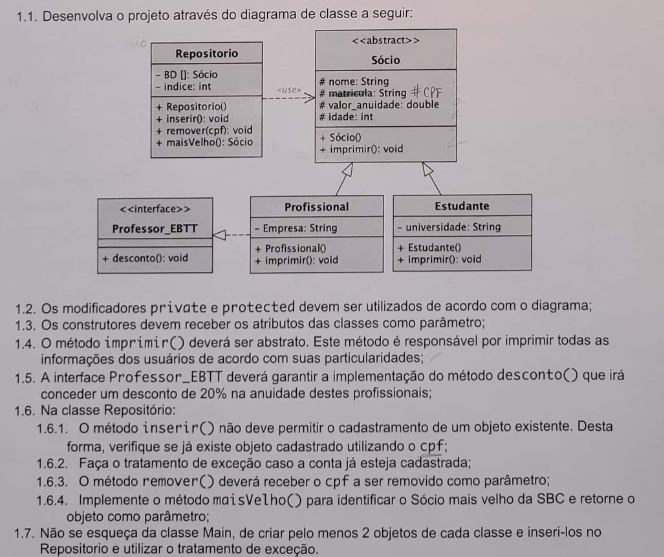 1.1. Desenvolva o projeto através do diagrama de classe a seguir:
<<abstract>>
Sócio
# nome: String
# matricula: String # CPF
# valor_anuidade: double
# idade: int
+ Sócio()
+ imprimir(): void
Repositorio
- BD []: Sócio
- indice: int
+ Repositorio()
+ inserir(): void
+ remover(cpf): void
+ maisVelho(): Sócio
«use»
<<interface>>
Professor_EBTT
+ desconto(): void
Profissional
- Empresa: String
+ Profissional()
+ imprimir(): void
Estudante
- universidade: String
+ Estudante()
+ imprimir(): void
1.2. Os modificadores private e protected devem ser utilizados de acordo com o diagrama;
1.3. Os construtores devem receber os atributos das classes como parâmetro;
1.4. O método imprimir() deverá ser abstrato. Este método é responsável por imprimir todas as
informações dos usuários de acordo com suas particularidades;
1.5. A interface Professor_EBTT deverá garantir a implementação do método desconto() que irá
conceder um desconto de 20% na anuidade destes profissionais;
1.6. Na classe Repositório:
1.6.1. O método inserir() não deve permitir o cadastramento de um objeto existente. Desta
forma, verifique se já existe objeto cadastrado utilizando o cpf;
1.6.2. Faça o tratamento de exceção caso a conta já esteja cadastrada;
1.6.3. O método remover() deverá receber o cpf a ser removido como parâmetro;
1.6.4. Implemente o método maisVelho() para identificar o Sócio mais velho da SBC e retorne o
objeto como parâmetro;
1.7. Não se esqueça da classe Main, de criar pelo menos 2 objetos de cada classe e inseri-los no
Repositorio e utilizar o tratamento de exceção.